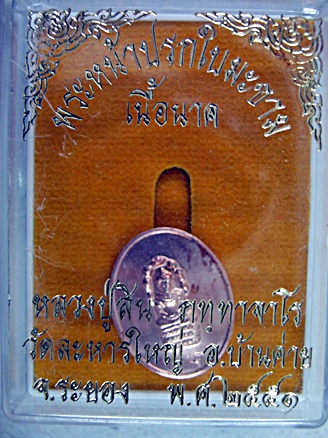 พระหน้าปรกใบมะขาม
เนื้อนาค
หลวงปู่สิน ภทฺทาจาโร
วัดละหารใหญ่ อ.บ้านค่าย
จ.ระยอง พ.ศ.๒๕๕๑